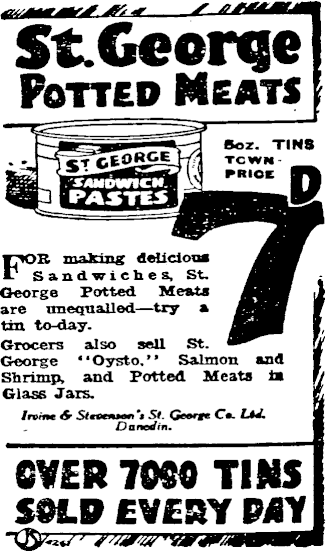 St. George
POTTED MEATS
ST GEORGE
SANDWICH
PASTES
5oz. TINS
TOWN-
PRICE
7D
FOR making delicious
Sandwiches, St.
George Potted Meats
are unequalled—try a
tin to-day.
Grocers also sell St.
George "Oysto," Salmon and
Shrimp, and Potted Meats in
Glass Jars.
Irvine & Stevenson's St. George Co. Ltd.
Dunedin.
OVER 7000 TINS
SOLD EVERY DAY